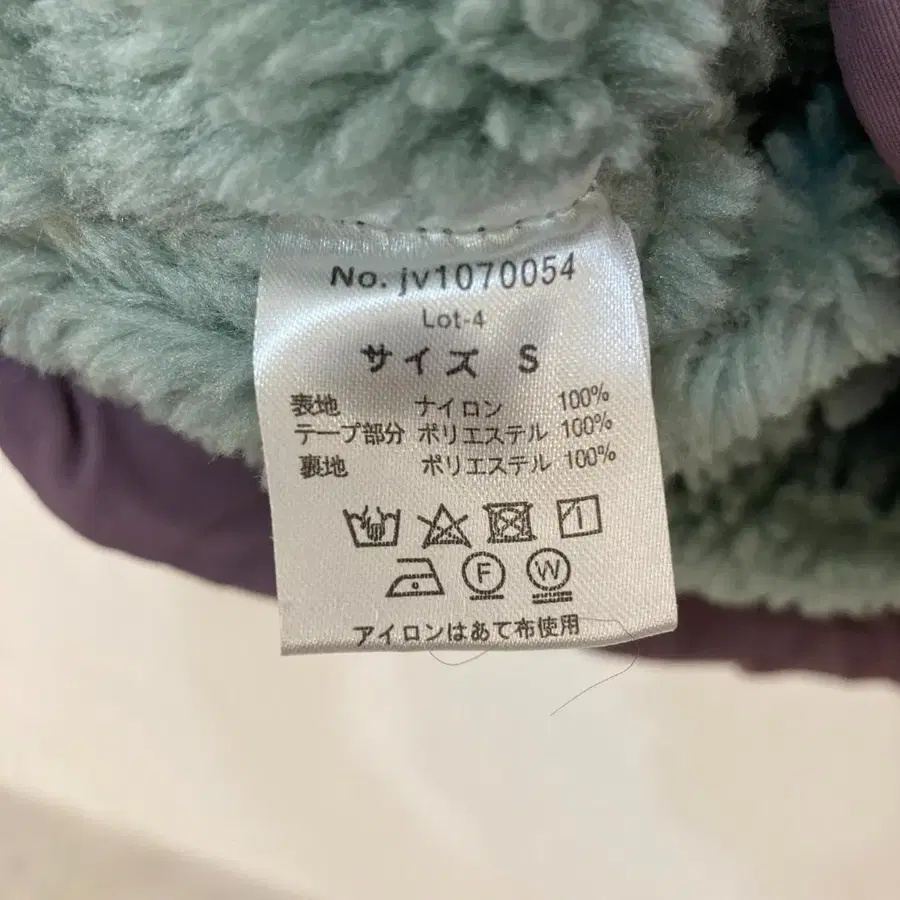 No. jv1070054
Lot-4
サイズ S
表地 ナイロン 100%
テープ部分 ポリエステル 100%
裏地 ポリエステル 100%
F W
アイロンはあて布使用